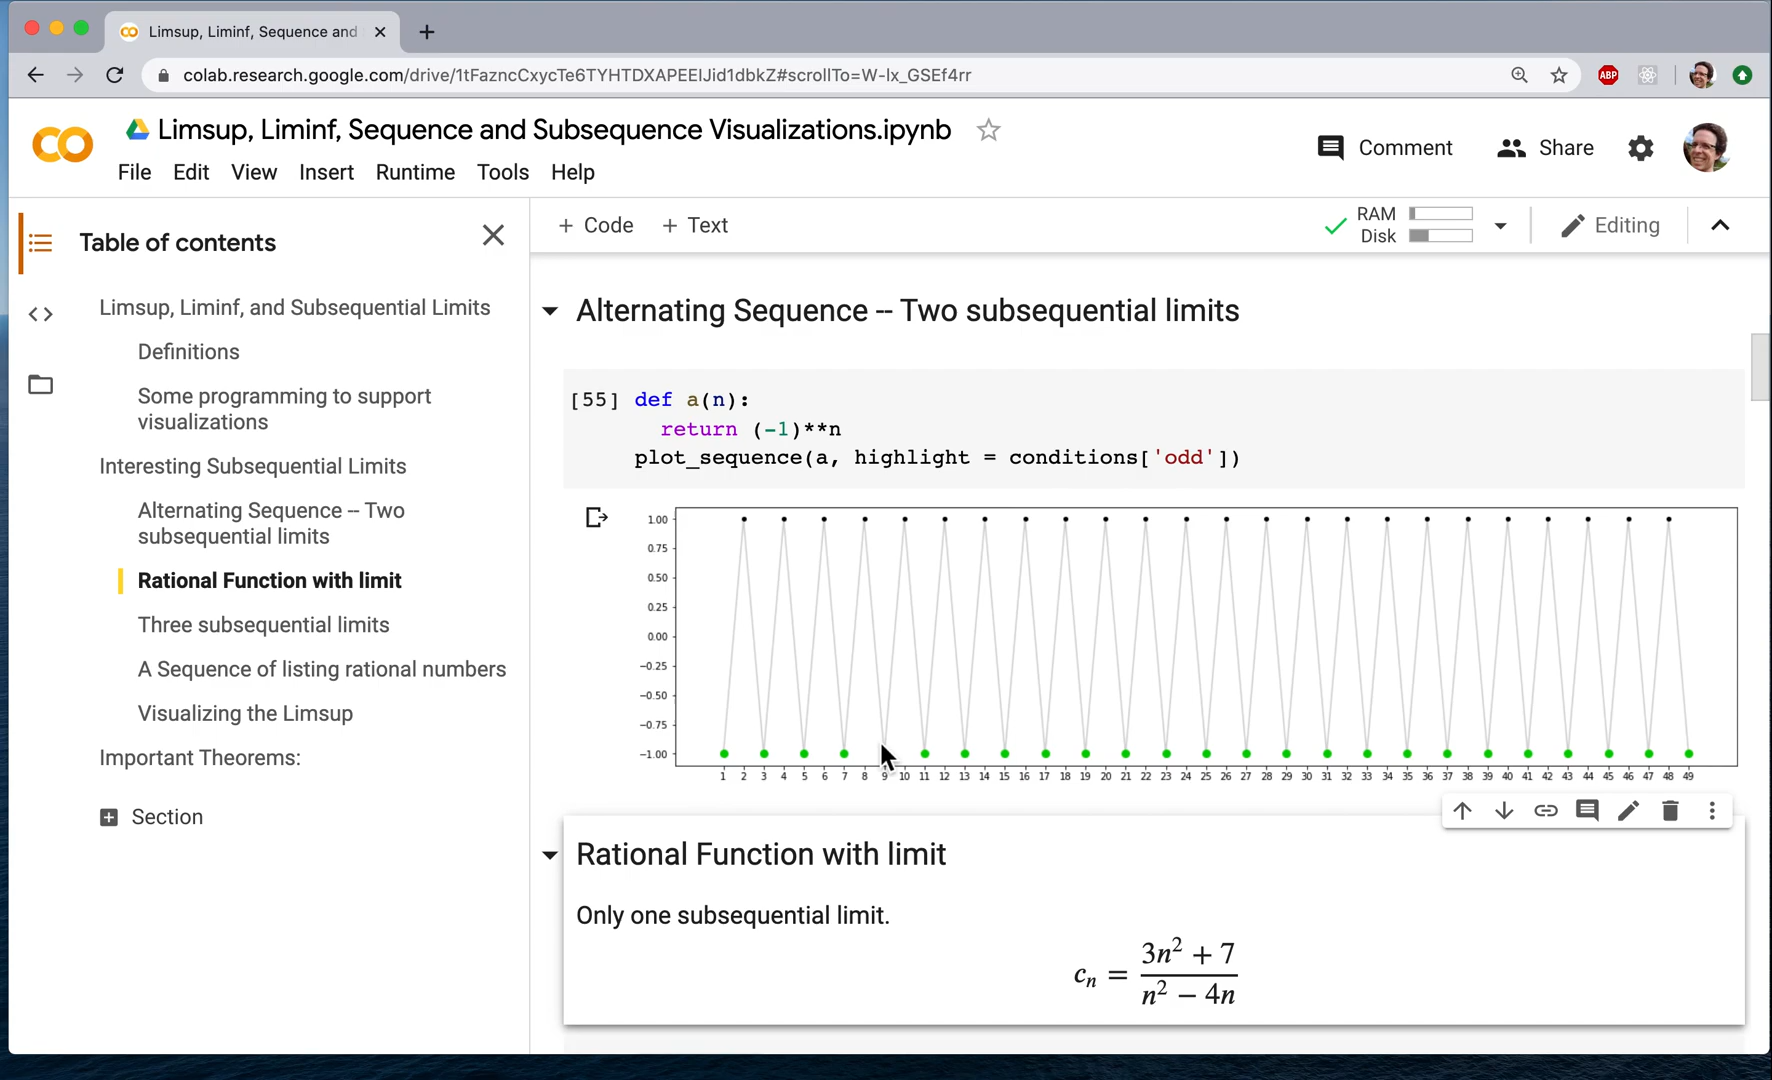 Limsup, Liminf, Sequence and
colab.research.google.com/drive/1tFazncCxycTe6TYHTDXAPEEIJid1dbkZ#scrollTo=W-lx_GSEf4rr
ABP
Limsup, Liminf, Sequence and Subsequence Visualizations.ipynb
File Edit View Insert Runtime Tools Help
Comment
Share
Table of contents
Limsup, Liminf, and Subsequential Limits
Definitions
Some programming to support
visualizations
Interesting Subsequential Limits
Alternating Sequence -- Two
subsequential limits
Rational Function with limit
Three subsequential limits
A Sequence of listing rational numbers
Visualizing the Limsup
Important Theorems:
Section
+ Code + Text
RAM
Disk
Editing
Alternating Sequence -- Two subsequential limits
[55] def a(n):
return (-1)**n
plot_sequence(a, highlight = conditions['odd'])
1.00
0.75
0.50
0.25
0.00
−0.25
−0.50
−0.75
−1.00
1 2 3 4 5 6 7 8 9 10 11 12 13 14 15 16 17 18 19 20 21 22 23 24 25 26 27 28 29 30 31 32 33 34 35 36 37 38 39 40 41 42 43 44 45 46 47 48 49
Rational Function with limit
Only one subsequential limit.
cₙ = (3n² + 7) / (n² − 4n)